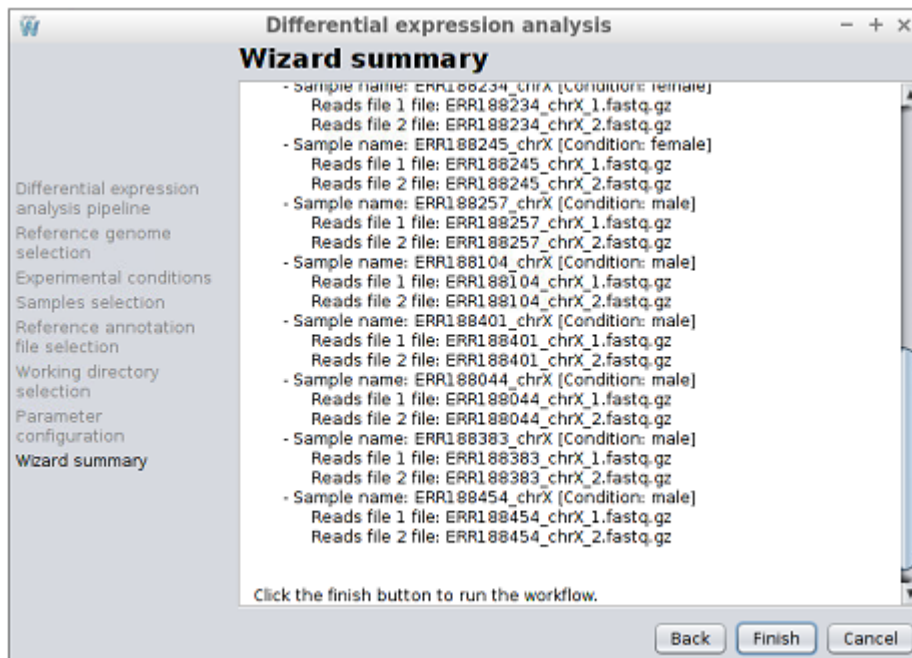 Differential expression analysis
Wizard summary
Differential expression
analysis pipeline
Reference genome
selection
Experimental conditions
Samples selection
Reference annotation
file selection
Working directory
selection
Parameter
configuration
Wizard summary
- Sample name: ERR188234_chrX [Condition: female]
Reads file 1 file: ERR188234_chrX_1.fastq.gz
Reads file 2 file: ERR188234_chrX_2.fastq.gz
- Sample name: ERR188245_chrX [Condition: female]
Reads file 1 file: ERR188245_chrX_1.fastq.gz
Reads file 2 file: ERR188245_chrX_2.fastq.gz
- Sample name: ERR188257_chrX [Condition: male]
Reads file 1 file: ERR188257_chrX_1.fastq.gz
Reads file 2 file: ERR188257_chrX_2.fastq.gz
- Sample name: ERR188104_chrX [Condition: male]
Reads file 1 file: ERR188104_chrX_1.fastq.gz
Reads file 2 file: ERR188104_chrX_2.fastq.gz
- Sample name: ERR188401_chrX [Condition: male]
Reads file 1 file: ERR188401_chrX_1.fastq.gz
Reads file 2 file: ERR188401_chrX_2.fastq.gz
- Sample name: ERR188044_chrX [Condition: male]
Reads file 1 file: ERR188044_chrX_1.fastq.gz
Reads file 2 file: ERR188044_chrX_2.fastq.gz
- Sample name: ERR188383_chrX [Condition: male]
Reads file 1 file: ERR188383_chrX_1.fastq.gz
Reads file 2 file: ERR188383_chrX_2.fastq.gz
- Sample name: ERR188454_chrX [Condition: male]
Reads file 1 file: ERR188454_chrX_1.fastq.gz
Reads file 2 file: ERR188454_chrX_2.fastq.gz
Click the finish button to run the workflow.
Back
Finish
Cancel